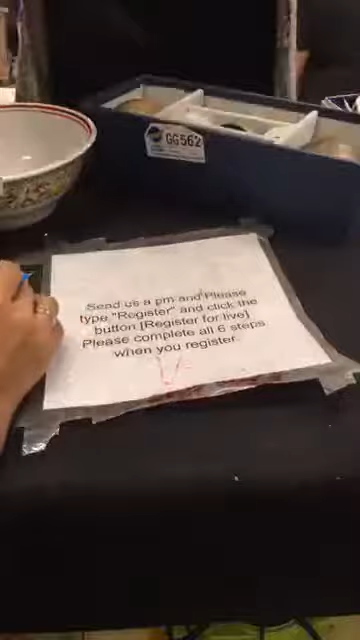 GG562
Send us a pm and Please
type "Register" and click the
button [Register for live]
Please complete all 6 steps
when you register.